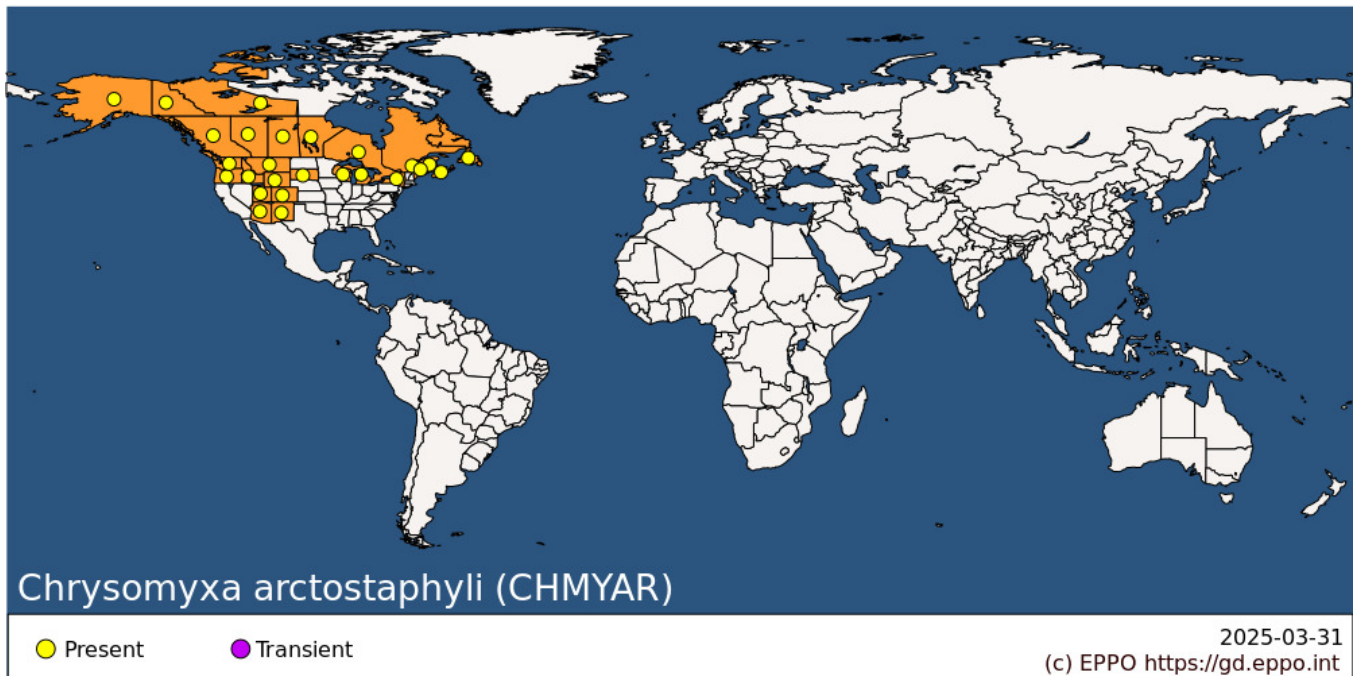 Chrysomyxa arctostaphyli (CHMYAR)
Present
Transient
2025-03-31
(c) EPPO https://gd.eppo.int